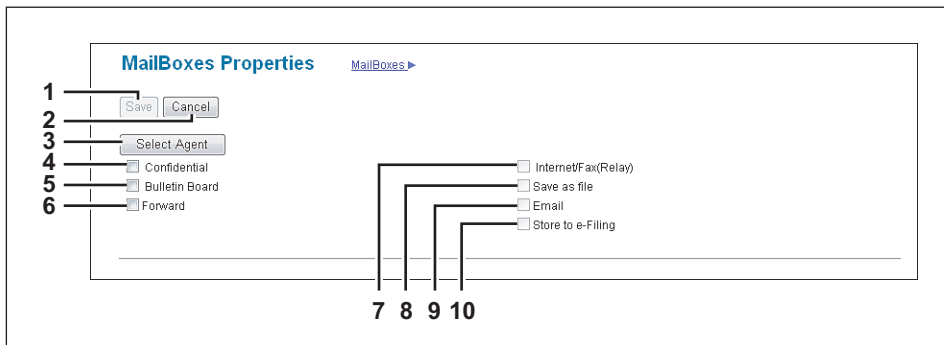 MailBoxes Properties MailBoxes
1 Save Cancel
2
3 Select Agent
4 Confidential 
5 Bulletin Board
6 Forward
Internet/Fax(Relay)
Save as file
Email
Store to e-Filing
7 8 9 10